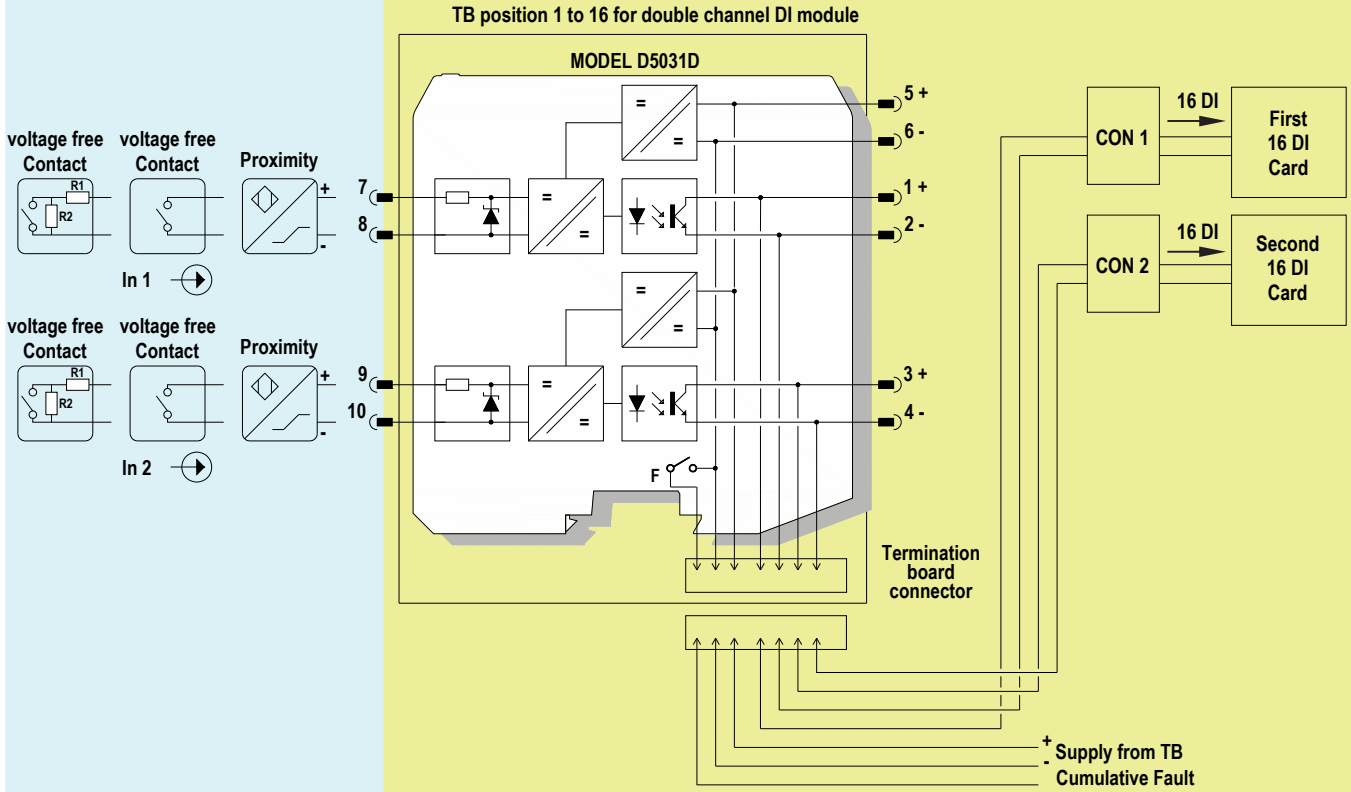 TB position 1 to 16 for double channel DI module
MODEL D5031D
voltage free
Contact
R1
R2
voltage free
Contact
Proximity
+
-
In 1
7
8
=
=
=
=
5 +
6 -
1 +
2 -
voltage free
Contact
R1
R2
voltage free
Contact
Proximity
+
-
In 2
9
10
=
=
=
=
3 +
4 -
F
Termination
board
connector
CON 1
16 DI
First
16 DI
Card
CON 2
16 DI
Second
16 DI
Card
+
-
Supply from TB
Cumulative Fault